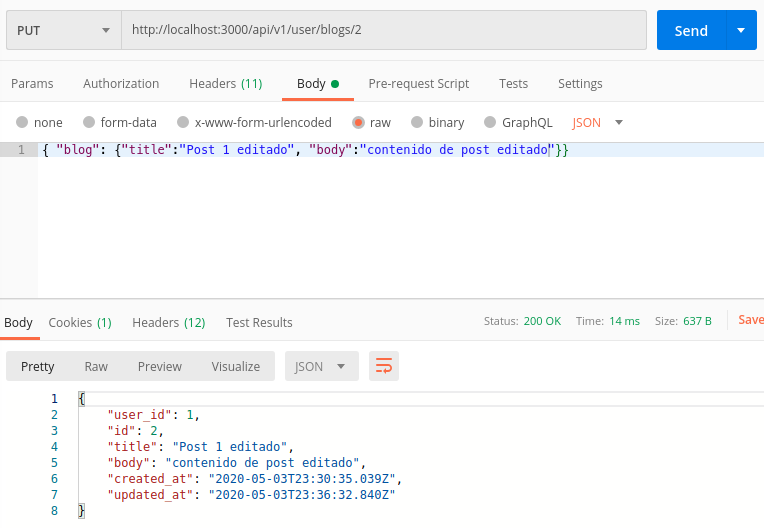 PUT http://localhost:3000/api/v1/user/blogs/2 Send
Params Authorization Headers (11) Body Pre-request Script Tests Settings
none form-data x-www-form-urlencoded raw binary GraphQL JSON
1 { "blog": {"title":"Post 1 editado", "body":"contenido de post editado"}}
Body Cookies (1) Headers (12) Test Results Status: 200 OK Time: 14 ms Size: 637 B Save
Pretty Raw Preview Visualize JSON
1 {
2 "user_id": 1,
3 "id": 2,
4 "title": "Post 1 editado",
5 "body": "contenido de post editado",
6 "created_at": "2020-05-03T23:30:35.039Z",
7 "updated_at": "2020-05-03T23:36:32.840Z"
8 }